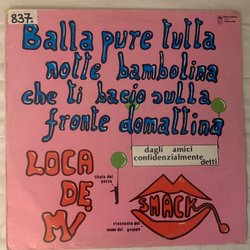 837.
Balla pure tutta
notte bambolina
che ti bacio sulla
fronte domattina
dagli amici
confidenzialmente
detti
LOCA
DE
MV
titolo del
pezzo
SMACK
riassunto del
nome del gruppo